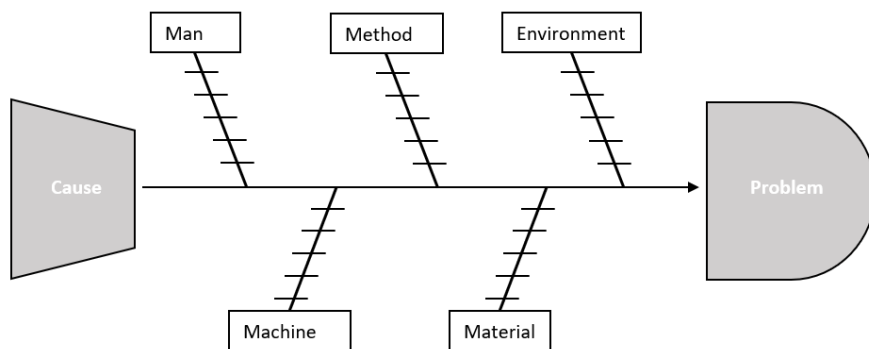 Man
Method
Environment
Cause
Problem
Machine
Material